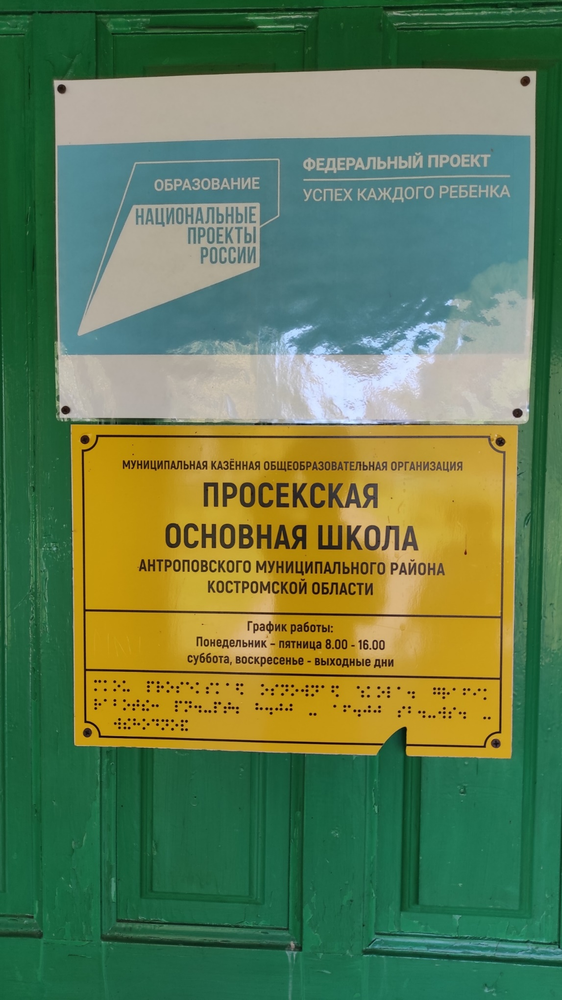 ОБРАЗОВАНИЕ
НАЦИОНАЛЬНЫЕ
ПРОЕКТЫ
РОССИИ
ФЕДЕРАЛЬНЫЙ ПРОЕКТ
УСПЕХ КАЖДОГО РЕБЕНКА
МУНИЦИПАЛЬНАЯ КАЗЁННАЯ ОБЩЕОБРАЗОВАТЕЛЬНАЯ ОРГАНИЗАЦИЯ
ПРОСЕКСКАЯ
ОСНОВНАЯ ШКОЛА
АНТРОПОВСКОГО МУНИЦИПАЛЬНОГО РАЙОНА
КОСТРОМСКОЙ ОБЛАСТИ
График работы:
Понедельник – пятница 8.00 - 16.00
суббота, воскресенье - выходные дни